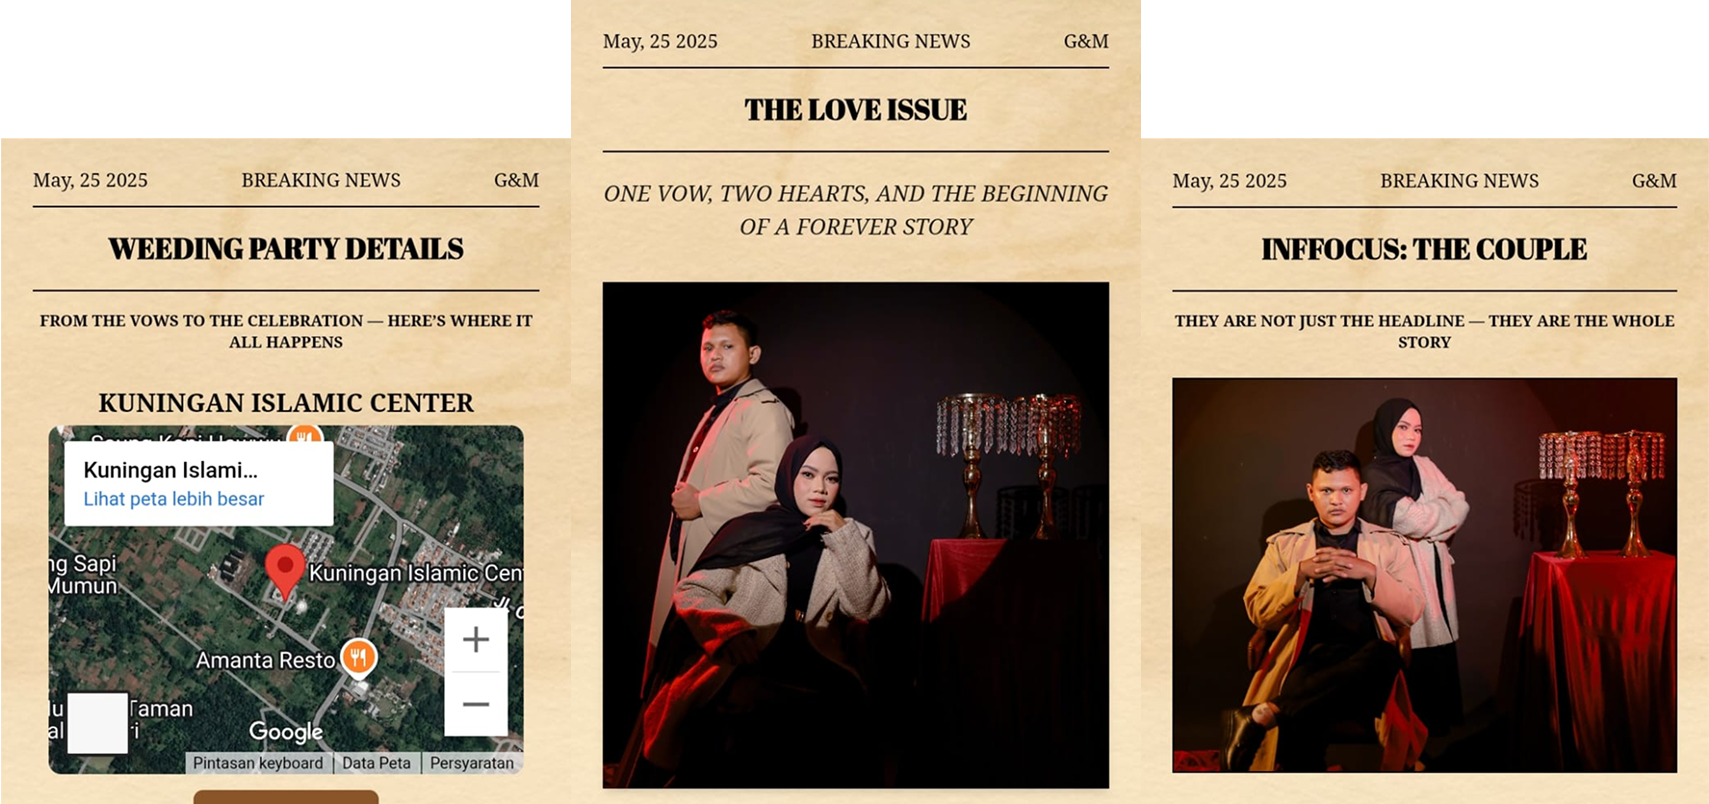 May, 25 2025 BREAKING NEWS G&M
WEEDING PARTY DETAILS
FROM THE VOWS TO THE CELEBRATION — HERE'S WHERE IT
ALL HAPPENS
KUNINGAN ISLAMIC CENTER
Kuningan Islami...
Lihat peta lebih besar
ng Sapi
Mumun
Kuningan Islamic Cen
Amanta Resto
Taman
Google
Pintasan keyboard Data Peta Persyaratan
May, 25 2025 BREAKING NEWS G&M
THE LOVE ISSUE
ONE VOW, TWO HEARTS, AND THE BEGINNING
OF A FOREVER STORY
May, 25 2025 BREAKING NEWS G&M
INFFOCUS: THE COUPLE
THEY ARE NOT JUST THE HEADLINE — THEY ARE THE WHOLE
STORY